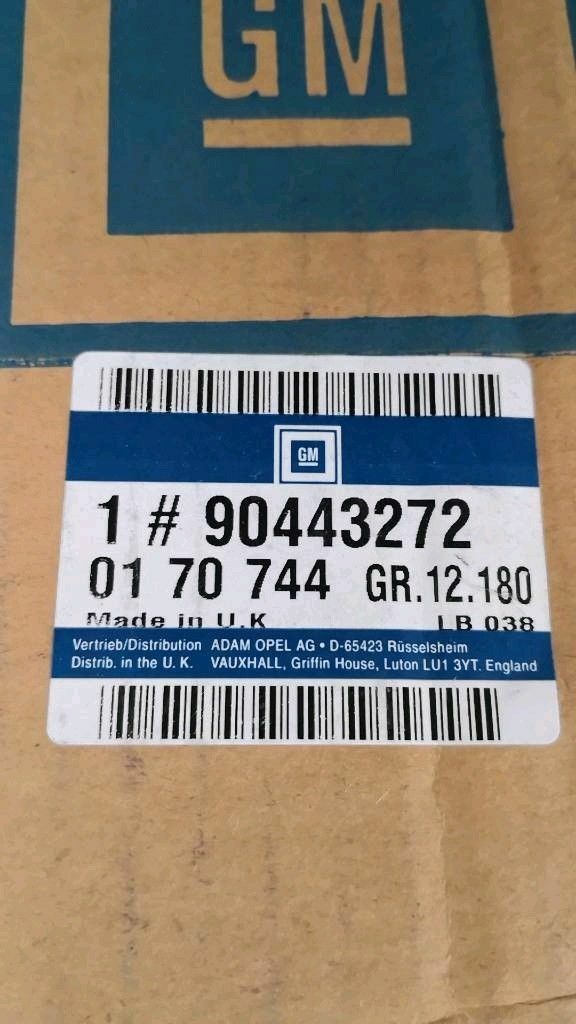 GM
GM
1 # 90443272
01 70 744 GR.12.180
Made in U.K LB 038
Vertrieb/Distribution ADAM OPEL AG • D-65423 Rüsselsheim
Distrib. in the U. K. VAUXHALL, Griffin House, Luton LU1 3YT. England